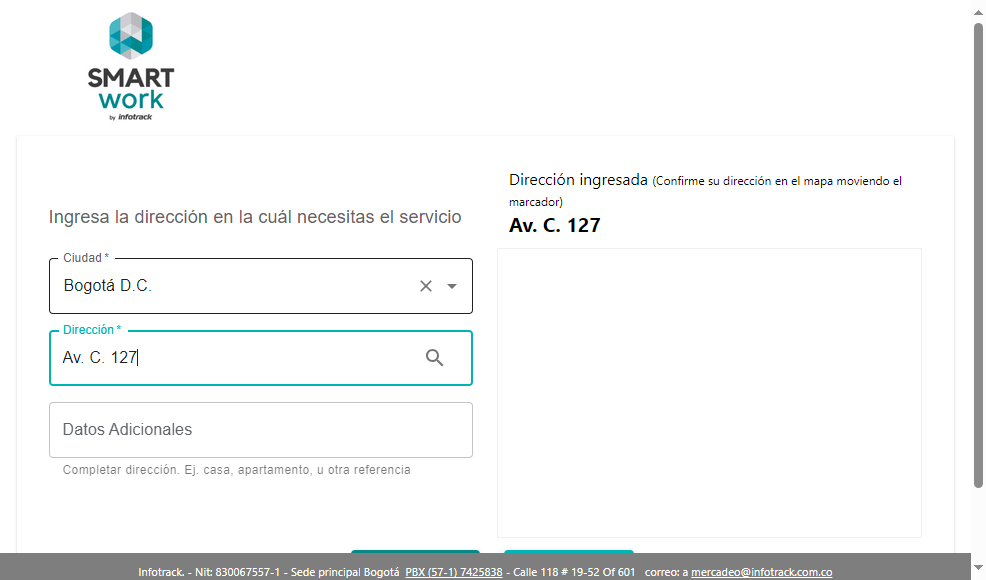 SMART
work
by infotrack
Ingresa la dirección en la cuál necesitas el servicio
Ciudad *
Bogotá D.C.
Dirección *
Av. C. 127
Datos Adicionales
Completar dirección. Ej. casa, apartamento, u otra referencia
Dirección ingresada (Confirme su dirección en el mapa moviendo el
marcador)
Av. C. 127
Infotrack. - Nit: 830067557-1 - Sede principal Bogotá PBX (57-1) 7425838 - Calle 118 # 19-52 Of 601 correo: a mercadeo@infotrack.com.co